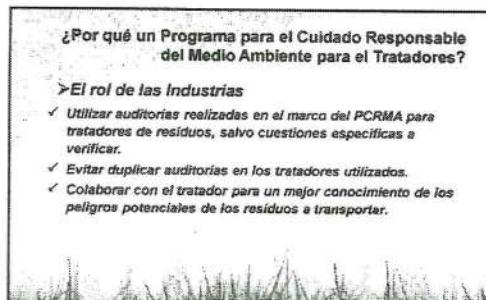 ¿Por qué un Programa para el Cuidado Responsable
del Medio Ambiente para el Tratadores?
➢El rol de las Industrias
✓ Utilizar auditorías realizadas en el marco del PCRMA para
tratadores de residuos, salvo cuestiones específicas a
verificar.
✓ Evitar duplicar auditorías en los tratadores utilizados.
✓ Colaborar con el tratador para un mejor conocimiento de los
peligros potenciales de los residuos a transportar.